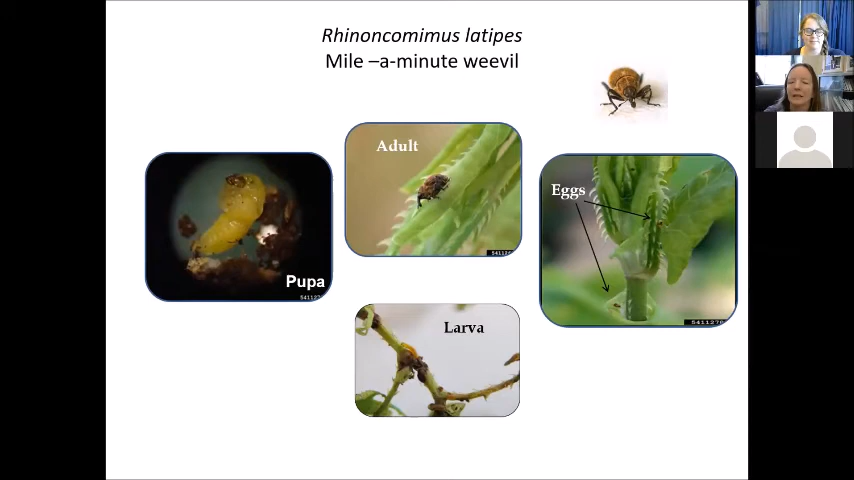 Rhinoncomimus latipes
Mile –a-minute weevil
Adult
Eggs
Pupa
Larva